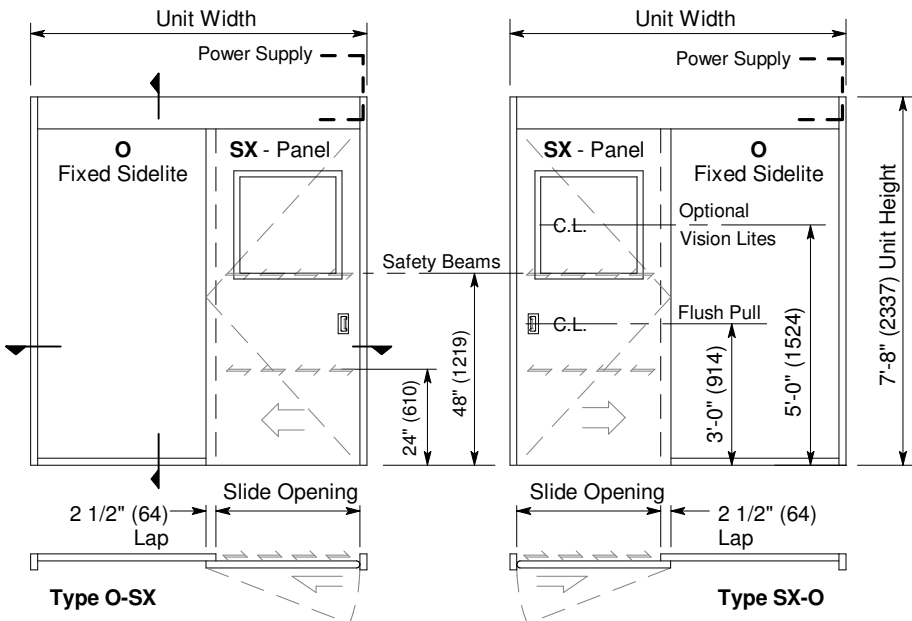 Unit Width
Unit Width
Power Supply
Power Supply
O
Fixed Sidelite
SX - Panel
SX - Panel
O
Fixed Sidelite
C.L.
Optional
Vision Lites
Safety Beams
C.L.
Flush Pull
24" (610)
48" (1219)
3'-0" (914)
5'-0" (1524)
7'-8" (2337) Unit Height
Slide Opening
2 1/2" (64)
Lap
Slide Opening
2 1/2" (64)
Lap
Type O-SX
Type SX-O